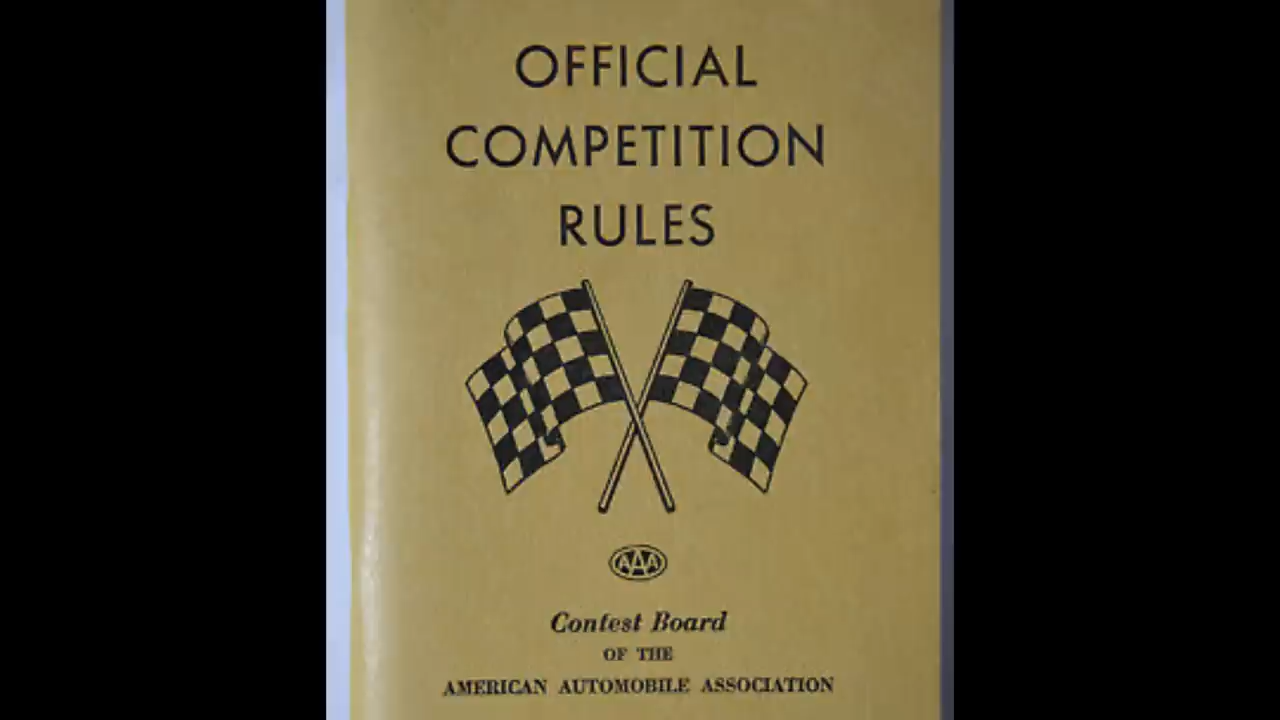 OFFICIAL
COMPETITION
RULES
AAA
Contest Board
OF THE
AMERICAN AUTOMOBILE ASSOCIATION